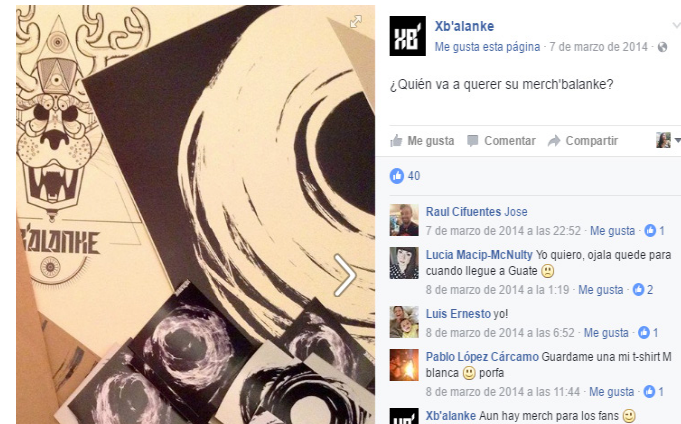 B'ALANKE
XB'
Xb'alanke
Me gusta esta página · 7 de marzo de 2014 ·
¿Quién va a querer su merch'balanke?
Me gusta Comentar Compartir
40
Raul Cifuentes Jose
7 de marzo de 2014 a las 22:52 · Me gusta · 1
Lucia Macip-McNulty Yo quiero, ojala quede para
cuando llegue a Guate
8 de marzo de 2014 a la 1:19 · Me gusta · 2
Luis Ernesto yo!
8 de marzo de 2014 a las 6:52 · Me gusta · 1
Pablo López Cárcamo Guardame una mi t-shirt M
blanca porfa
8 de marzo de 2014 a las 11:44 · Me gusta · 1
XB'
Xb'alanke Aun hay merch para los fans